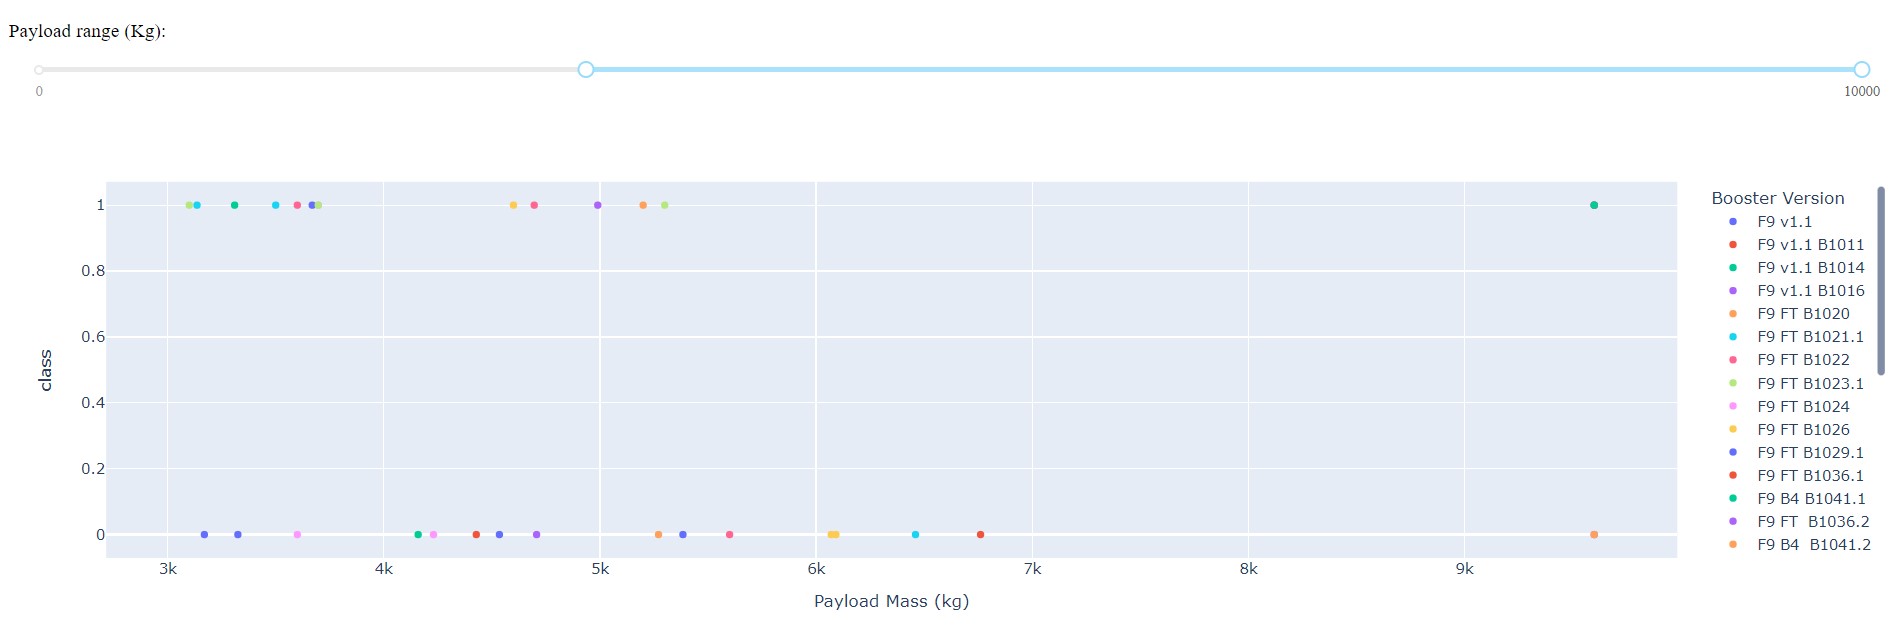 Payload range (Kg):
0
10000
1
0.8
0.6
0.4
0.2
0
class
3k
4k
5k
6k
7k
8k
9k
Payload Mass (kg)
Booster Version
F9 v1.1
F9 v1.1 B1011
F9 v1.1 B1014
F9 v1.1 B1016
F9 FT B1020
F9 FT B1021.1
F9 FT B1022
F9 FT B1023.1
F9 FT B1024
F9 FT B1026
F9 FT B1029.1
F9 FT B1036.1
F9 B4 B1041.1
F9 FT  B1036.2
F9 B4  B1041.2